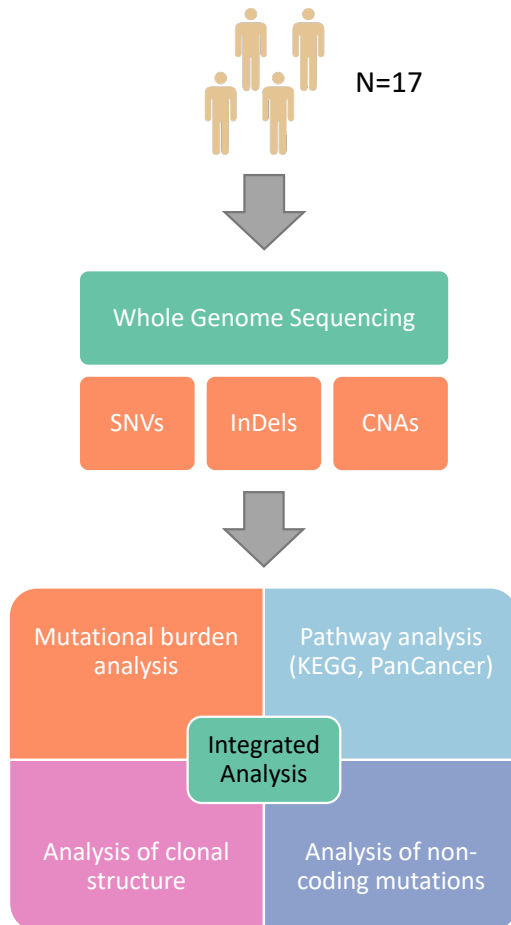 N=17
Whole Genome Sequencing
SNVs
InDels
CNAs
Mutational burden
analysis
Pathway analysis
(KEGG, PanCancer)
Integrated
Analysis
Analysis of clonal
structure
Analysis of non-
coding mutations